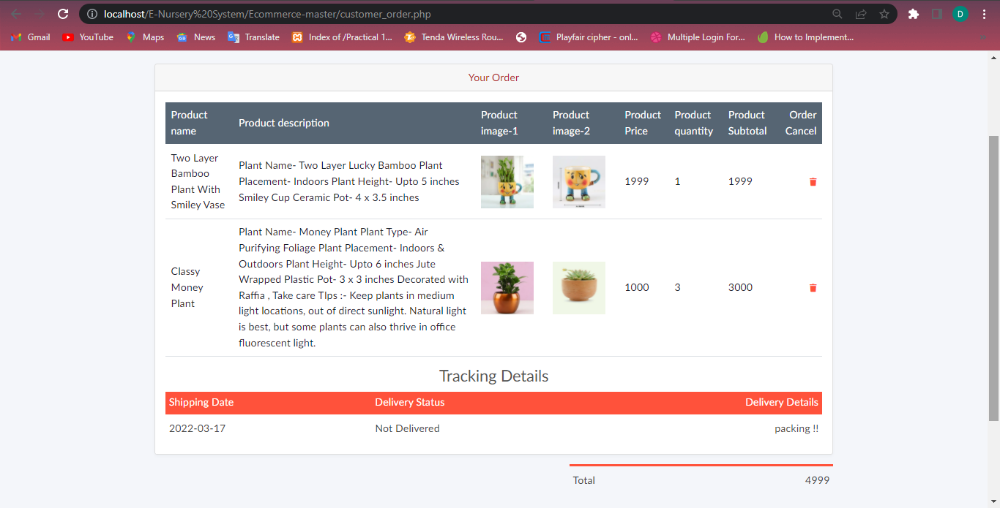 localhost/E-Nursery%20System/Ecommerce-master/customer_order.php
D
Gmail YouTube Maps News Translate Index of /Practical 1... Tenda Wireless Rou... Playfair cipher - onl... Multiple Login For... How to Implement...
Your Order
Product name
Product description
Product image-1
Product image-2
Product Price
Product quantity
Product Subtotal
Order Cancel
Two Layer
Bamboo
Plant With
Smiley Vase
Plant Name- Two Layer Lucky Bamboo Plant
Placement- Indoors Plant Height- Upto 5 inches
Smiley Cup Ceramic Pot- 4 x 3.5 inches
1999 1 1999
Classy
Money
Plant
Plant Name- Money Plant Plant Type- Air
Purifying Foliage Plant Placement- Indoors &
Outdoors Plant Height- Upto 6 inches Jute
Wrapped Plastic Pot- 3 x 3 inches Decorated with
Raffia , Take care TIps :- Keep plants in medium
light locations, out of direct sunlight. Natural light
is best, but some plants can also thrive in office
fluorescent light.
1000 3 3000
Tracking Details
Shipping Date Delivery Status Delivery Details
2022-03-17 Not Delivered packing !!
Total 4999